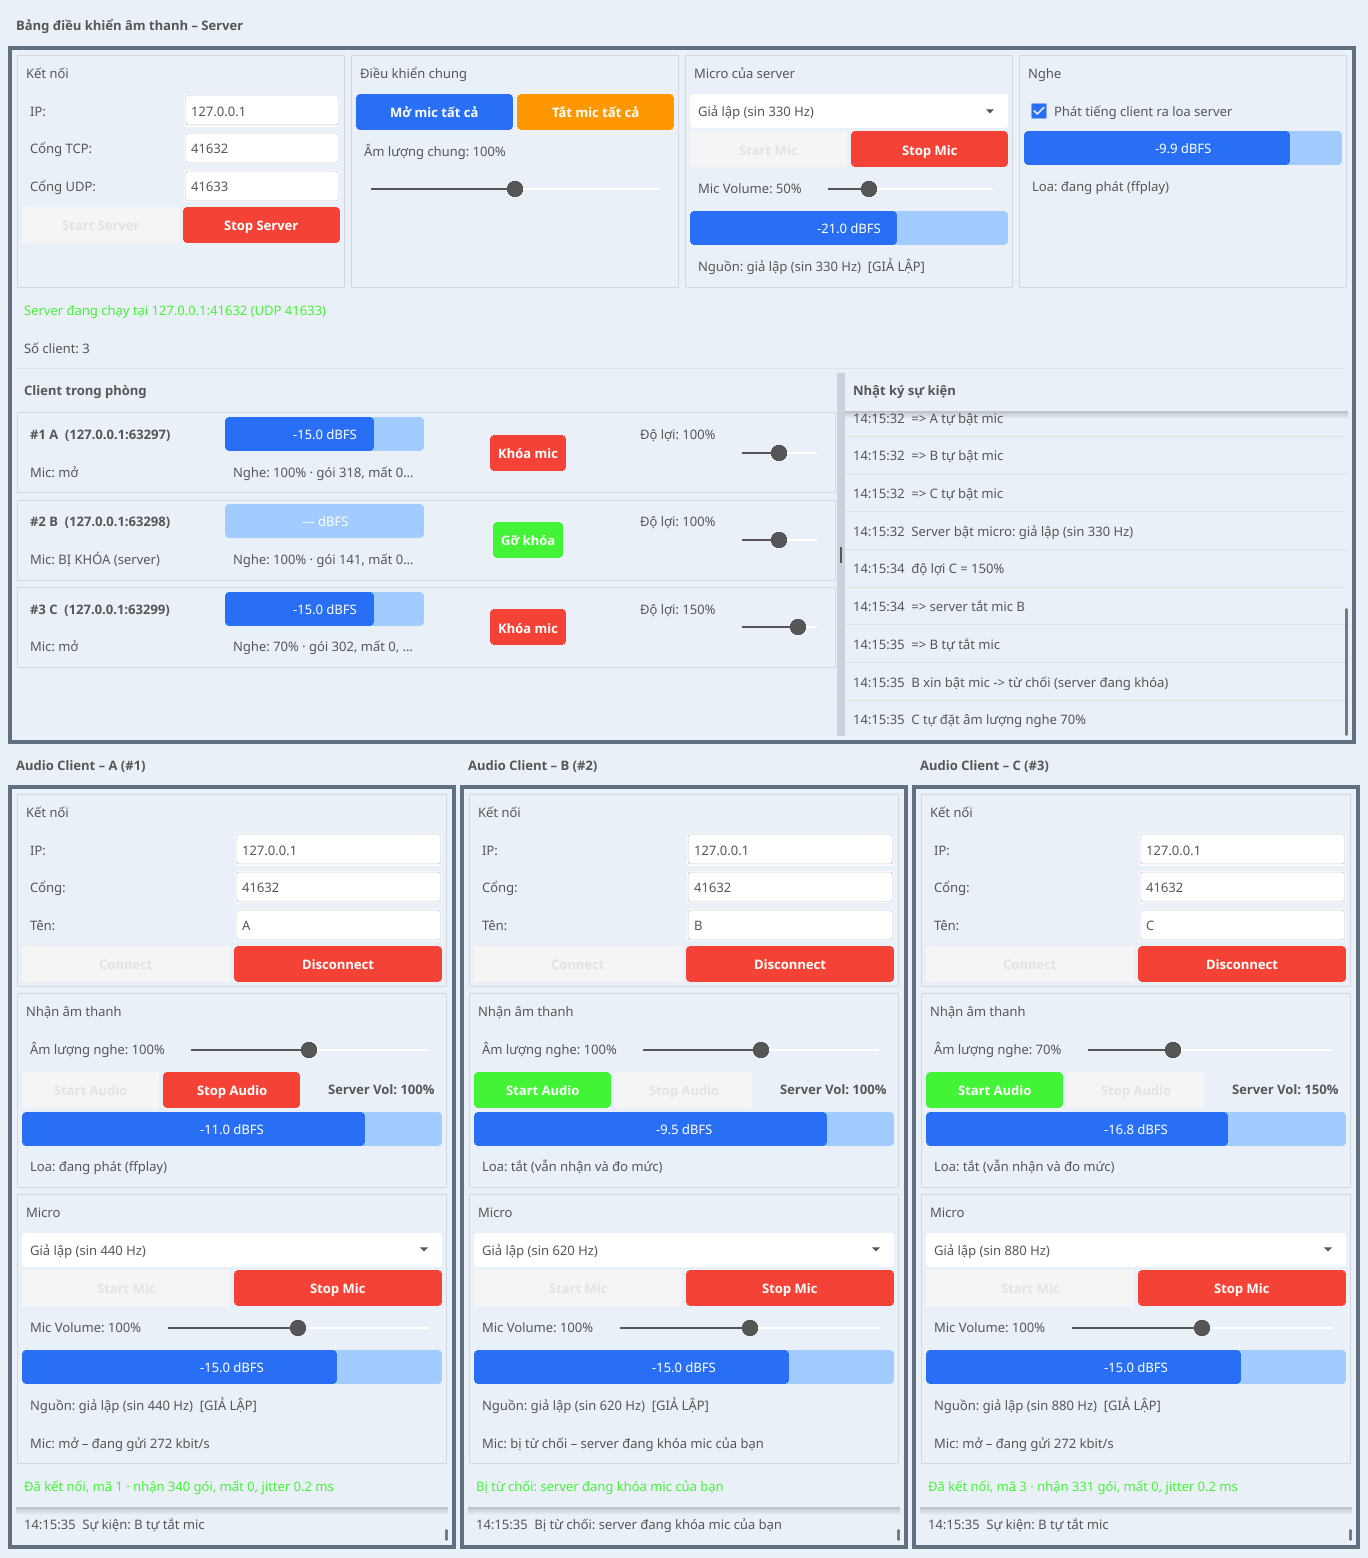 Bảng điều khiển âm thanh – Server
Kết nối
IP:
127.0.0.1
Cổng TCP:
41632
Cổng UDP:
41633
Start Server
Stop Server
Điều khiển chung
Mở mic tất cả
Tắt mic tất cả
Âm lượng chung: 100%
Micro của server
Giả lập (sin 330 Hz)
Start Mic
Stop Mic
Mic Volume: 50%
-21.0 dBFS
Nguồn: giả lập (sin 330 Hz)  [GIẢ LẬP]
Nghe
Phát tiếng client ra loa server
-9.9 dBFS
Loa: đang phát (ffplay)
Server đang chạy tại 127.0.0.1:41632 (UDP 41633)
Số client: 3
Client trong phòng
#1 A  (127.0.0.1:63297)
-15.0 dBFS
Khóa mic
Độ lợi: 100%
Mic: mở
Nghe: 100% · gói 318, mất 0...
#2 B  (127.0.0.1:63298)
--- dBFS
Gỡ khóa
Độ lợi: 100%
Mic: BỊ KHÓA (server)
Nghe: 100% · gói 141, mất 0...
#3 C  (127.0.0.1:63299)
-15.0 dBFS
Khóa mic
Độ lợi: 150%
Mic: mở
Nghe: 70% · gói 302, mất 0, ...
Nhật ký sự kiện
14:15:32  => A tự bật mic
14:15:32  => B tự bật mic
14:15:32  => C tự bật mic
14:15:32  Server bật micro: giả lập (sin 330 Hz)
14:15:34  độ lợi C = 150%
14:15:34  => server tắt mic B
14:15:35  => B tự tắt mic
14:15:35  B xin bật mic -> từ chối (server đang khóa)
14:15:35  C tự đặt âm lượng nghe 70%
Audio Client – A (#1)
Kết nối
IP:
127.0.0.1
Cổng:
41632
Tên:
A
Connect
Disconnect
Nhận âm thanh
Âm lượng nghe: 100%
Start Audio
Stop Audio
Server Vol: 100%
-11.0 dBFS
Loa: đang phát (ffplay)
Micro
Giả lập (sin 440 Hz)
Start Mic
Stop Mic
Mic Volume: 100%
-15.0 dBFS
Nguồn: giả lập (sin 440 Hz)  [GIẢ LẬP]
Mic: mở – đang gửi 272 kbit/s
Đã kết nối, mã 1 · nhận 340 gói, mất 0, jitter 0.2 ms
14:15:35  Sự kiện: B tự tắt mic
Audio Client – B (#2)
Kết nối
IP:
127.0.0.1
Cổng:
41632
Tên:
B
Connect
Disconnect
Nhận âm thanh
Âm lượng nghe: 100%
Start Audio
Stop Audio
Server Vol: 100%
-9.5 dBFS
Loa: tắt (vẫn nhận và đo mức)
Micro
Giả lập (sin 620 Hz)
Start Mic
Stop Mic
Mic Volume: 100%
-15.0 dBFS
Nguồn: giả lập (sin 620 Hz)  [GIẢ LẬP]
Mic: bị từ chối – server đang khóa mic của bạn
Bị từ chối: server đang khóa mic của bạn
14:15:35  Bị từ chối: server đang khóa mic của bạn
Audio Client – C (#3)
Kết nối
IP:
127.0.0.1
Cổng:
41632
Tên:
C
Connect
Disconnect
Nhận âm thanh
Âm lượng nghe: 70%
Start Audio
Stop Audio
Server Vol: 150%
-16.8 dBFS
Loa: tắt (vẫn nhận và đo mức)
Micro
Giả lập (sin 880 Hz)
Start Mic
Stop Mic
Mic Volume: 100%
-15.0 dBFS
Nguồn: giả lập (sin 880 Hz)  [GIẢ LẬP]
Mic: mở – đang gửi 272 kbit/s
Đã kết nối, mã 3 · nhận 331 gói, mất 0, jitter 0.2 ms
14:15:35  Sự kiện: B tự tắt mic